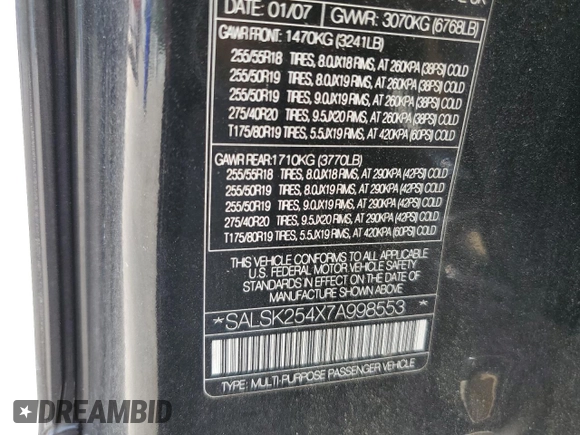 DATE: 01/07 GVWR: 3070KG (6768LB)
GAWR FRONT: 1470KG (3241LB)
255/55R18 TIRES, 8.0JX18 RIMS, AT 260KPA (38PSI) COLD
255/50R19 TIRES, 8.0JX19 RIMS, AT 260KPA (38PSI) COLD
255/50R19 TIRES, 9.0JX19 RIMS, AT 260KPA (38PSI) COLD
275/40R20 TIRES, 9.5JX20 RIMS, AT 260KPA (38PSI) COLD
T175/80R19 TIRES, 5.5JX19 RIMS, AT 420KPA (60PSI) COLD
GAWR REAR: 1710KG (3770LB)
255/55R18 TIRES, 8.0JX18 RIMS, AT 290KPA (42PSI) COLD
255/50R19 TIRES, 8.0JX19 RIMS, AT 290KPA (42PSI) COLD
255/50R19 TIRES, 9.0JX19 RIMS, AT 290KPA (42PSI) COLD
275/40R20 TIRES, 9.5JX20 RIMS, AT 290KPA (42PSI) COLD
T175/80R19 TIRES, 5.5JX19 RIMS, AT 420KPA (60PSI) COLD
THIS VEHICLE CONFORMS TO ALL APPLICABLE
U.S. FEDERAL MOTOR VEHICLE SAFETY
STANDARDS IN EFFECT ON THE DATE OF
MANUFACTURE SHOWN ABOVE
*SALSK254X7A998553*
TYPE: MULTI-PURPOSE PASSENGER VEHICLE
DREAMBID